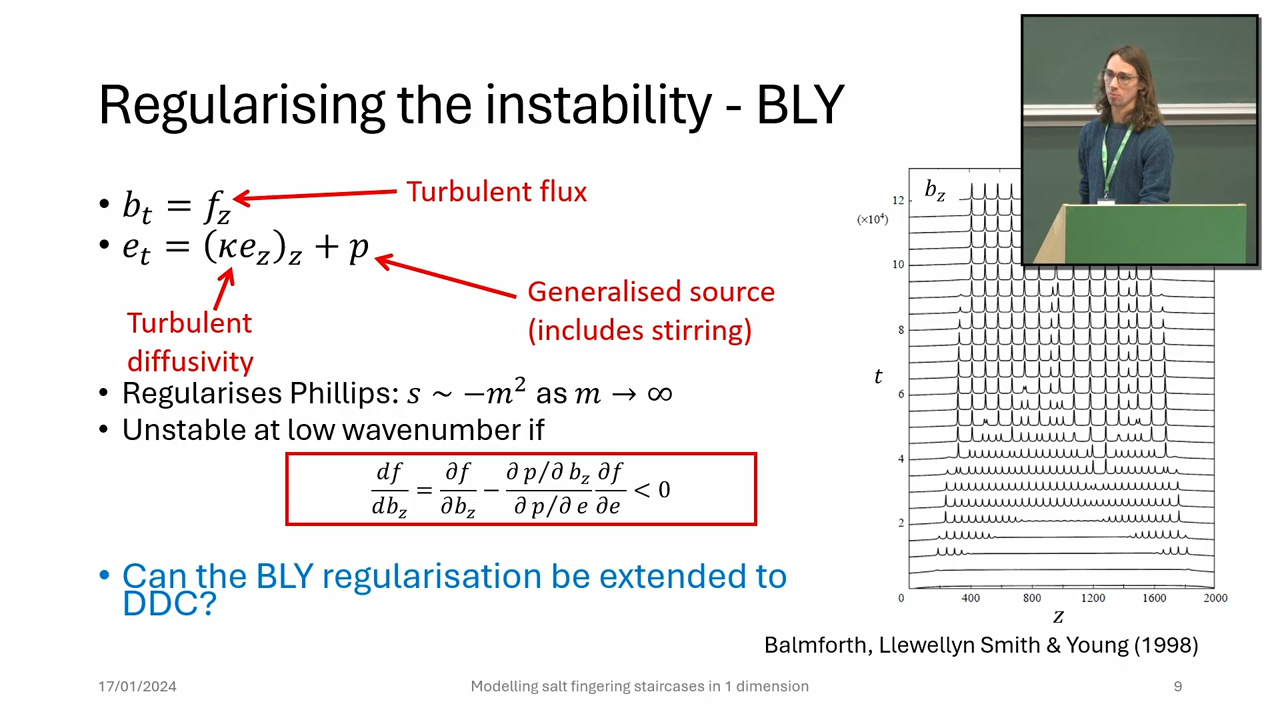 Regularising the instability - BLY
• b_t = f_z
Turbulent flux
• e_t = (κe_z)_z + p
Generalised source
(includes stirring)
Turbulent
diffusivity
• Regularises Phillips: s ~ −m² as m → ∞
• Unstable at low wavenumber if
df/db_z = ∂f/∂b_z − (∂p/∂b_z)/(∂p/∂e) ∂f/∂e < 0
• Can the BLY regularisation be extended to
DDC?
b_z
12
(×10⁴)
10
8
t
6
4
2
0 400 800 1200 1600 2000
z
Balmforth, Llewellyn Smith & Young (1998)
17/01/2024
Modelling salt fingering staircases in 1 dimension
9